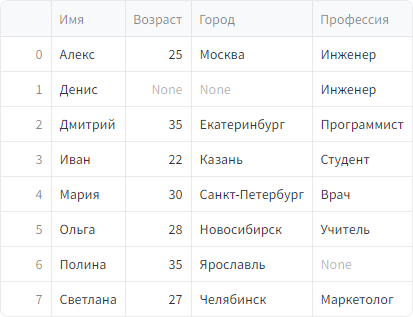 Имя Возраст Город Профессия
0 Алекс 25 Москва Инженер
1 Денис None None Инженер
2 Дмитрий 35 Екатеринбург Программист
3 Иван 22 Казань Студент
4 Мария 30 Санкт-Петербург Врач
5 Ольга 28 Новосибирск Учитель
6 Полина 35 Ярославль None
7 Светлана 27 Челябинск Маркетолог